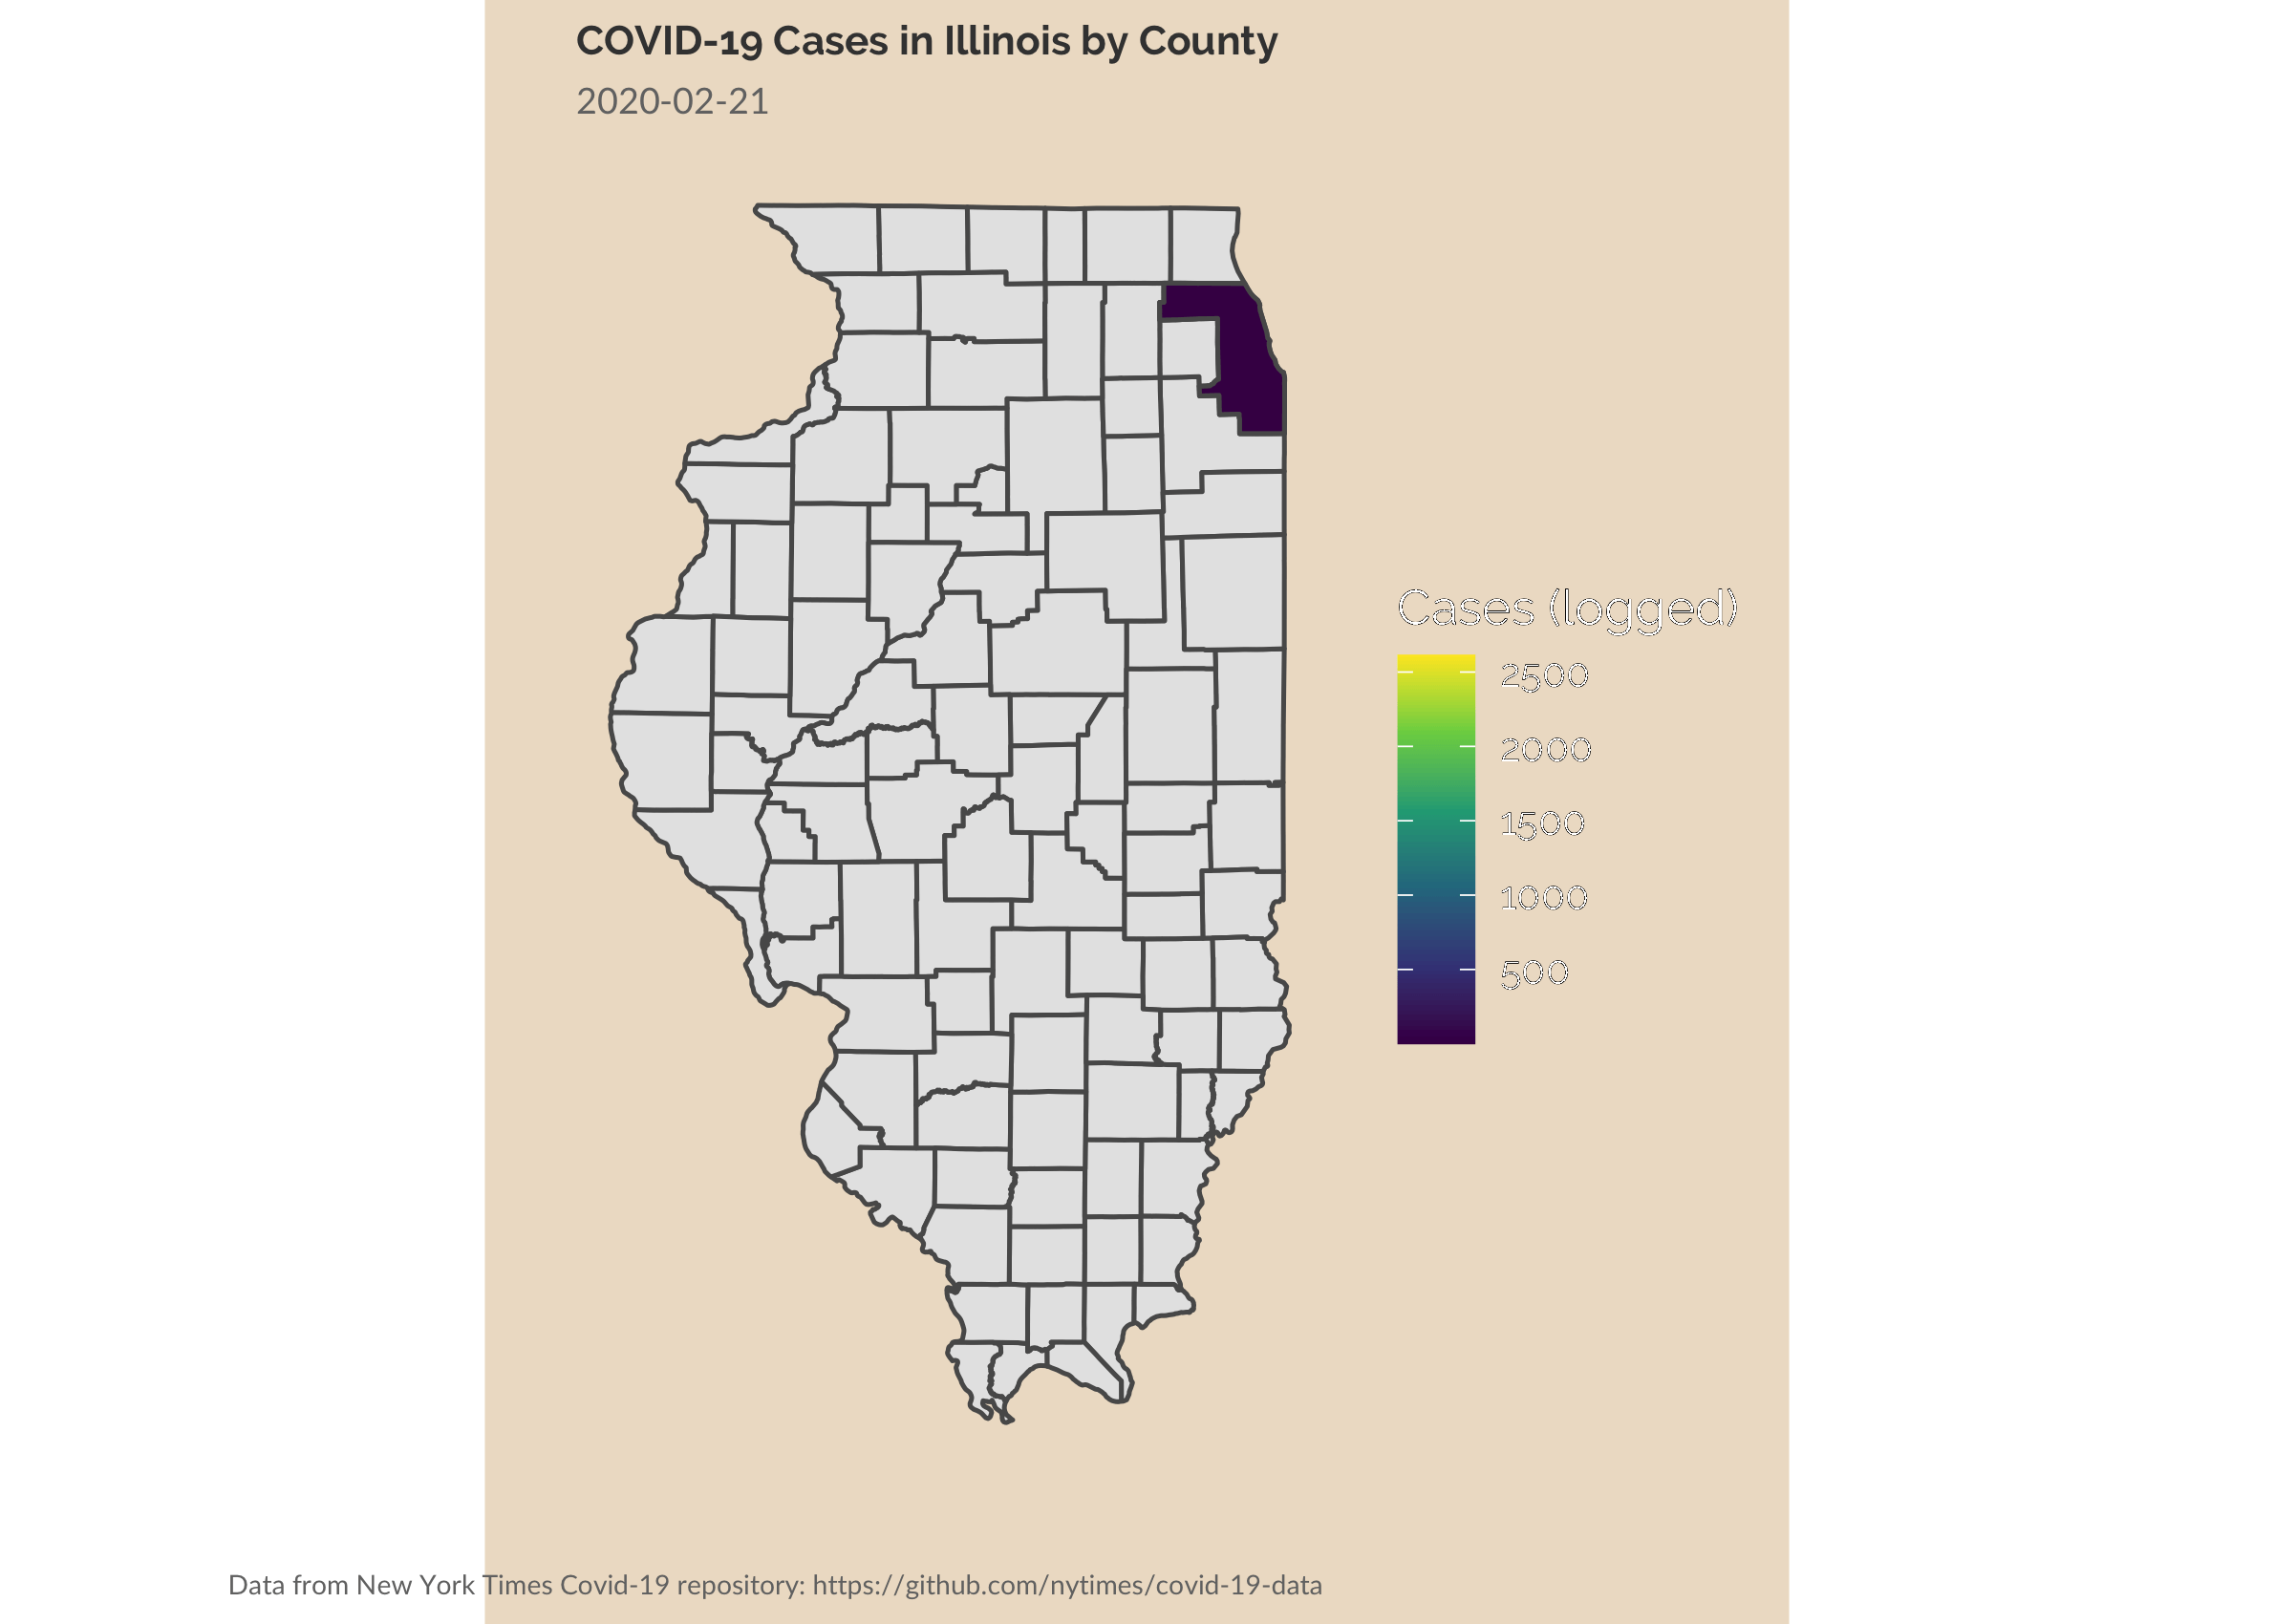 COVID-19 Cases in Illinois by County
2020-02-21
Cases (logged)
2500
2000
1500
1000
500
Data from New York Times Covid-19 repository: https://github.com/nytimes/covid-19-data